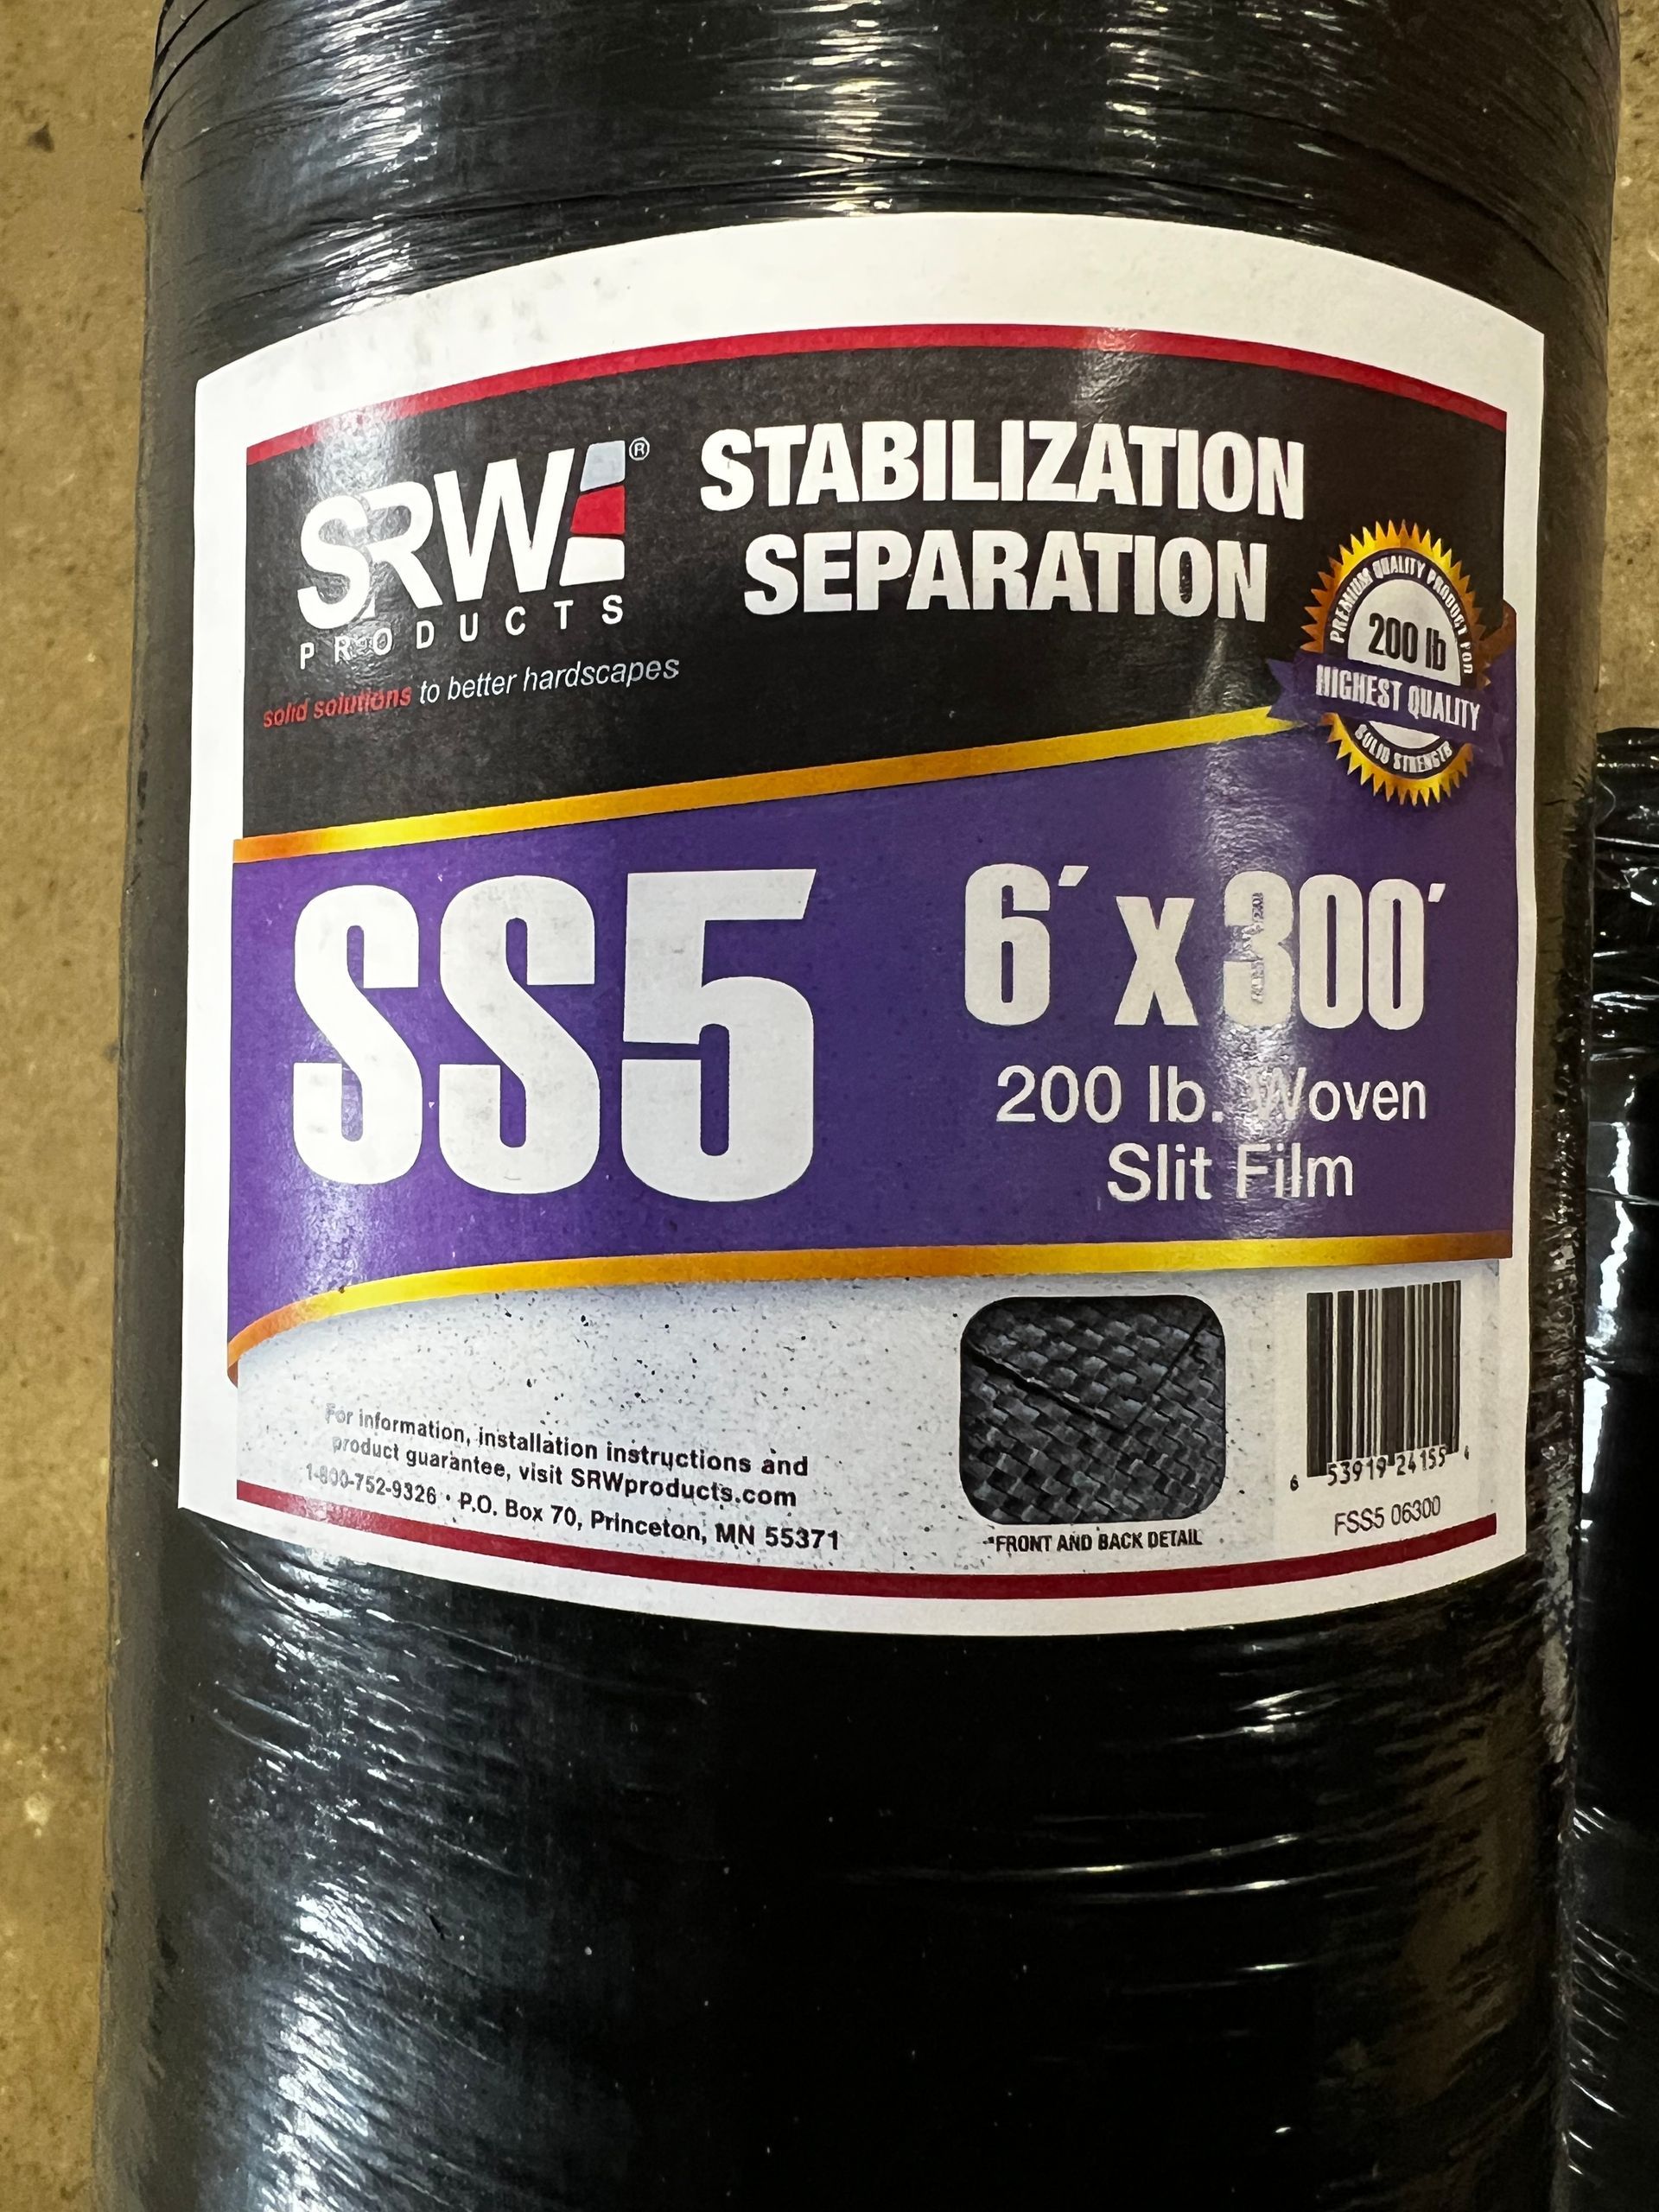 SRW®
PRODUCTS
solid solutions to better hardscapes
STABILIZATION
SEPARATION
PREMIUM QUALITY PRODUCT FOR
200 lb
HIGHEST QUALITY
SOLID STRENGTH
SS5
6' x 300'
200 lb. Woven
Slit Film
For information, installation instructions and
product guarantee, visit SRWproducts.com
1-800-752-9326 • P.O. Box 70, Princeton, MN 55371
*FRONT AND BACK DETAIL
6 53919 24155 4
FSS5 06300